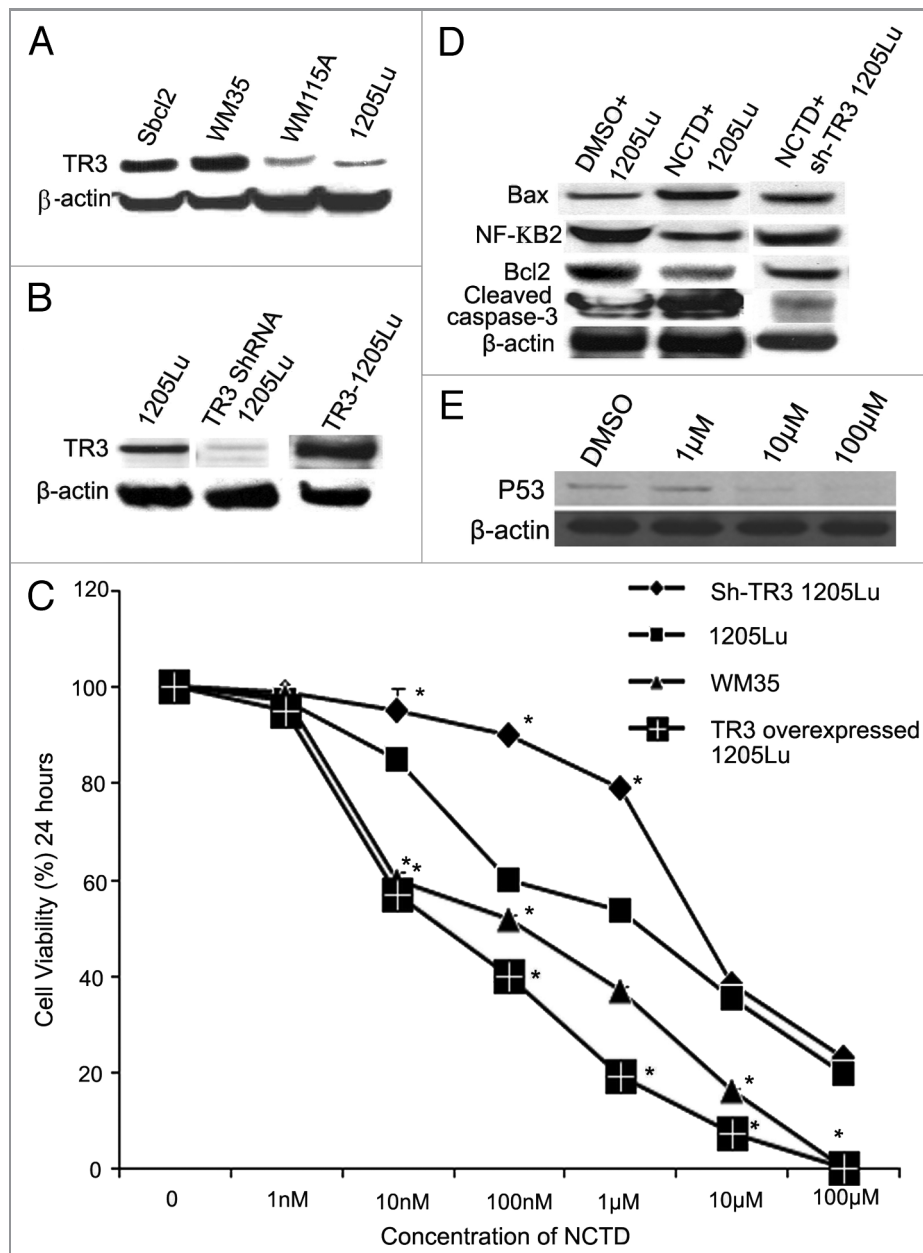 A
Sbcl2
WM35
WM115A
1205Lu
TR3
β-actin
B
1205Lu
TR3 ShRNA
1205Lu
TR3-1205Lu
TR3
β-actin
D
DMSO+
1205Lu
NCTD+
1205Lu
NCTD+
sh-TR3 1205Lu
Bax
NF-KB2
Bcl2
Cleaved
caspase-3
β-actin
E
DMSO
1µM
10µM
100µM
P53
β-actin
C
Sh-TR3 1205Lu
1205Lu
WM35
TR3 overexpressed
1205Lu
Cell Viability (%) 24 hours
120
100
80
60
40
20
0
* * * ** * * * * * * *
0 1nM 10nM 100nM 1µM 10µM 100µM
Concentration of NCTD